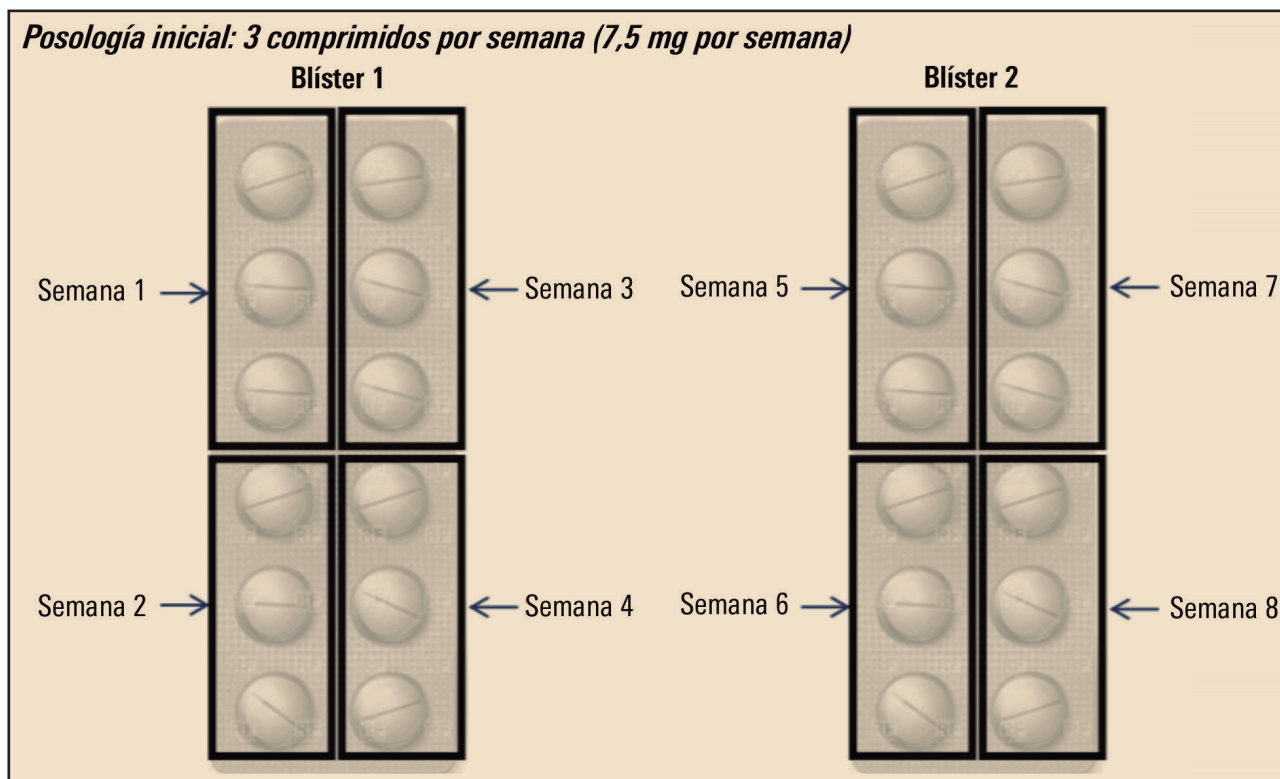 Posología inicial: 3 comprimidos por semana (7,5 mg por semana)
Blíster 1
Blíster 2
Semana 1
Semana 3
Semana 5
Semana 7
Semana 2
Semana 4
Semana 6
Semana 8